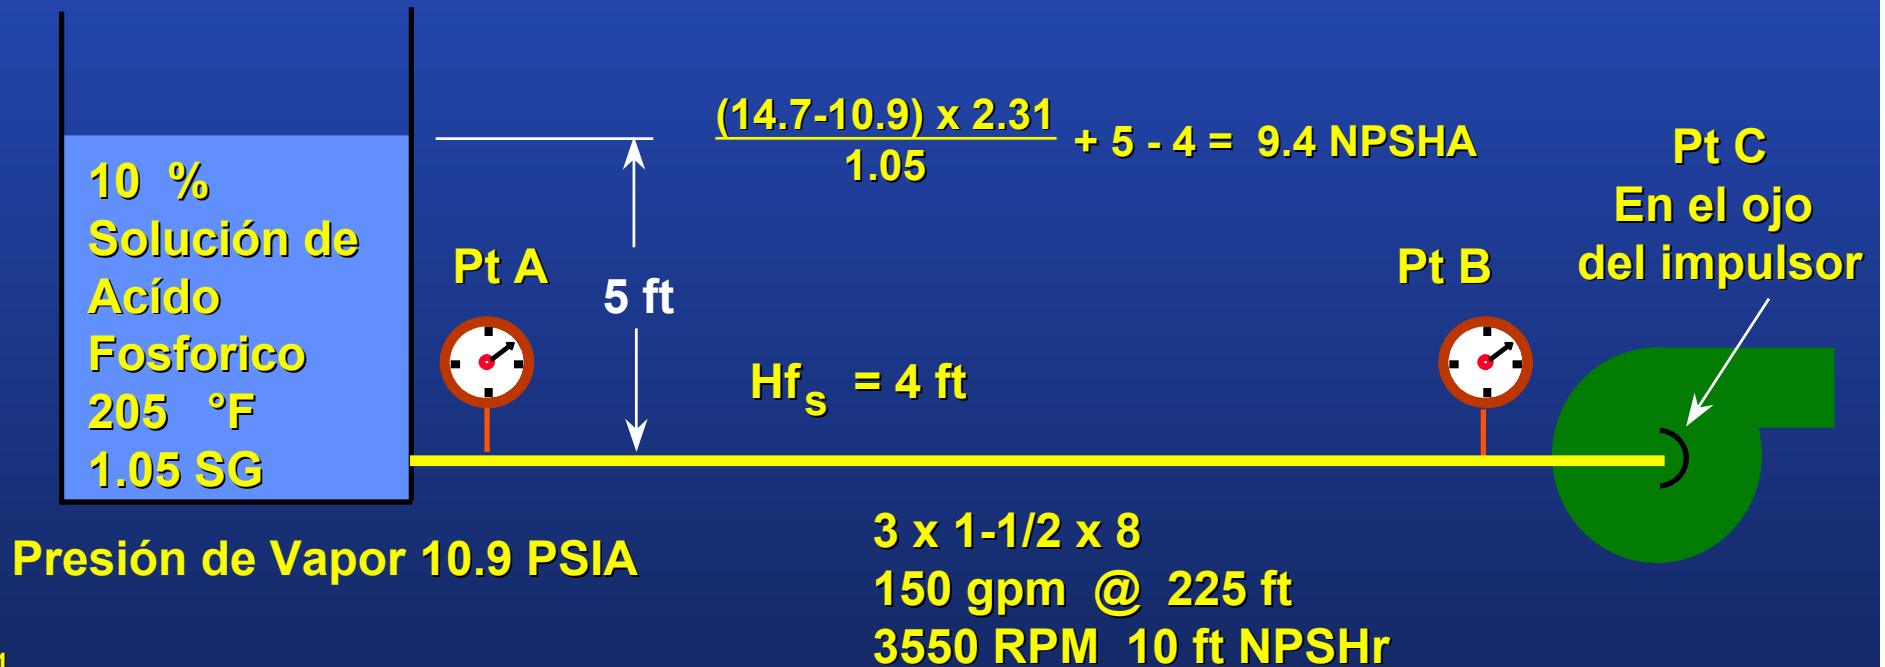 10 %
Solución de
Acído
Fosforico
205 °F
1.05 SG
Presión de Vapor 10.9 PSIA
Pt A
5 ft
(14.7-10.9) x 2.31
1.05
+ 5 - 4 = 9.4 NPSHA
Hfs = 4 ft
Pt B
Pt C
En el ojo
del impulsor
3 x 1-1/2 x 8
150 gpm @ 225 ft
3550 RPM 10 ft NPSHr